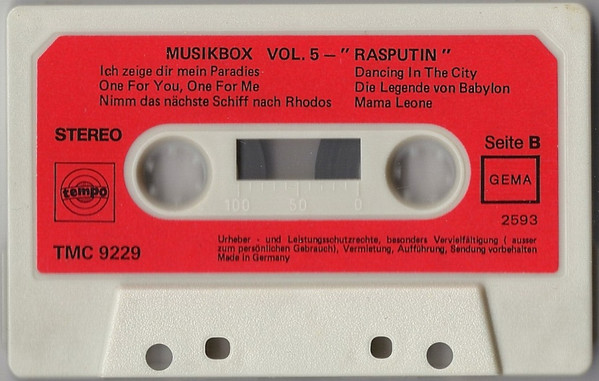 MUSIKBOX VOL. 5 – " RASPUTIN "
Ich zeige dir mein Paradies
One For You, One For Me
Nimm das nächste Schiff nach Rhodos
Dancing In The City
Die Legende von Babylon
Mama Leone
STEREO
Seite B
tempo
GEMA
100 50 0
2593
TMC 9229
Urheber - und Leistungsschutzrechte, besonders Vervielfältigung ( ausser
zum persönlichen Gebrauch), Vermietung, Aufführung, Sendung vorbehalten
Made in Germany